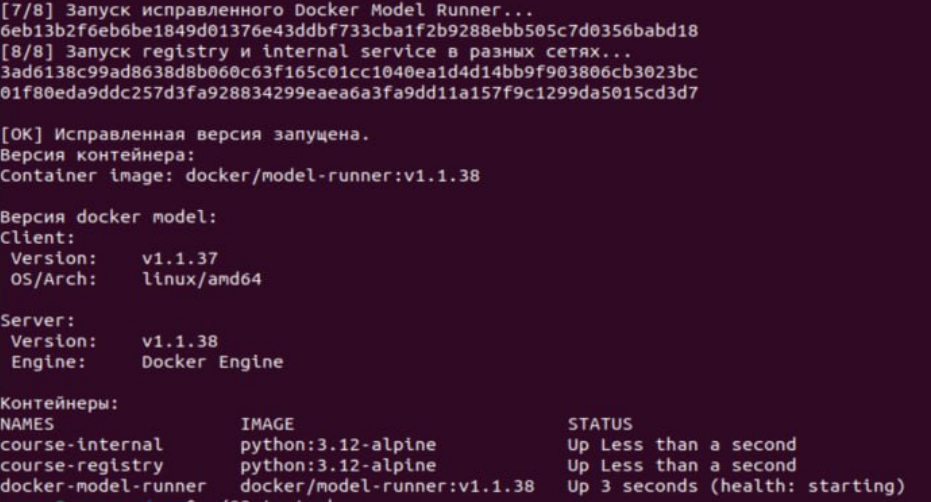 [7/8] Запуск исправленного Docker Model Runner...
6eb13b2f6eb6be1849d01376e43ddbf733cba1f2b9288ebb505c7d0356babd18
[8/8] Запуск registry и internal service в разных сетях...
3ad6138c99ad8638d8b060c63f165c01cc1040ea1d4d14bb9f903806cb3023bc
01f80eda9ddc257d3fa928834299eaea6a3fa9dd11a157f9c1299da5015cd3d7
[OK] Исправленная версия запущена.
Версия контейнера:
Container image: docker/model-runner:v1.1.38
Версия docker model:
Client:
Version: v1.1.37
OS/Arch: linux/amd64
Server:
Version: v1.1.38
Engine: Docker Engine
Контейнеры:
NAMES IMAGE STATUS
course-internal python:3.12-alpine Up Less than a second
course-registry python:3.12-alpine Up Less than a second
docker-model-runner docker/model-runner:v1.1.38 Up 3 seconds (health: starting)